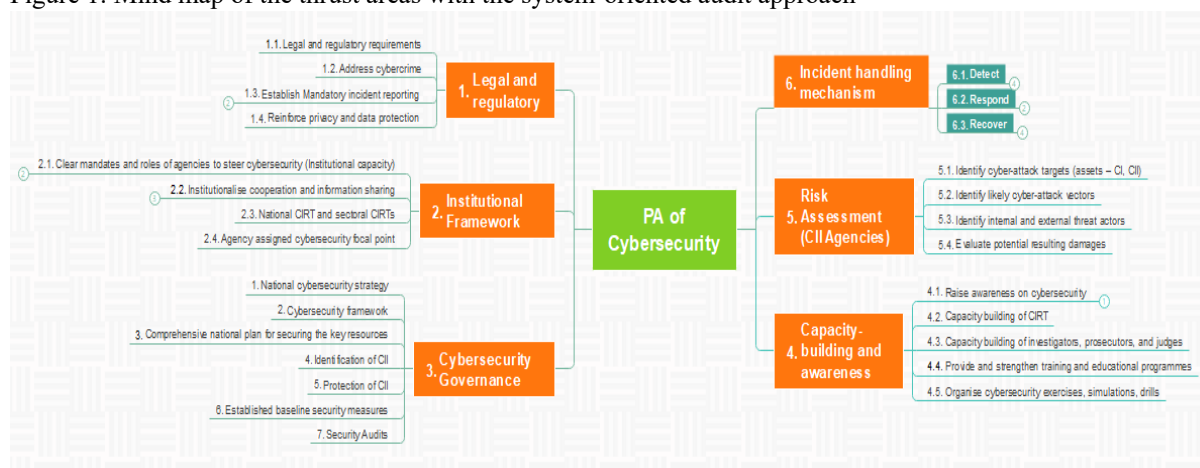 Figure 1: Mind map of the thrust areas with the system-oriented audit approach
PA of
Cybersecurity
1. Legal and
regulatory
1.1. Legal and regulatory requirements
1.2. Address cybercrime
1.3. Establish Mandatory incident reporting
2
1.4. Reinforce privacy and data protection
2. Institutional
Framework
2.1. Clear mandates and roles of agencies to steer cybersecurity (Institutional capacity)
2
2.2. Institutionalise cooperation and information sharing
2.3. National CIRT and sectoral CIRTs
2.4. Agency assigned cybersecurity focal point
3. Cybersecurity
Governance
1. National cybersecurity strategy
2. Cybersecurity framework
3. Comprehensive national plan for securing the key resources
4. Identification of CII
5. Protection of CII
6. Established baseline security measures
7. Security Audits
6. Incident handling
mechanism
6.1. Detect
4
6.2. Respond
2
6.3. Recover
4
Risk
5. Assessment
(CII Agencies)
5.1. Identify cyber-attack targets (assets – CI, CII)
5.2. Identify likely cyber-attack vectors
5.3. Identify internal and external threat actors
5.4. Evaluate potential resulting damages
Capacity-
4. building and
awareness
4.1. Raise awareness on cybersecurity
1
4.2. Capacity building of CIRT
4.3. Capacity building of investigators, prosecutors, and judges
4.4. Provide and strengthen training and educational programmes
4.5. Organise cybersecurity exercises, simulations, drills